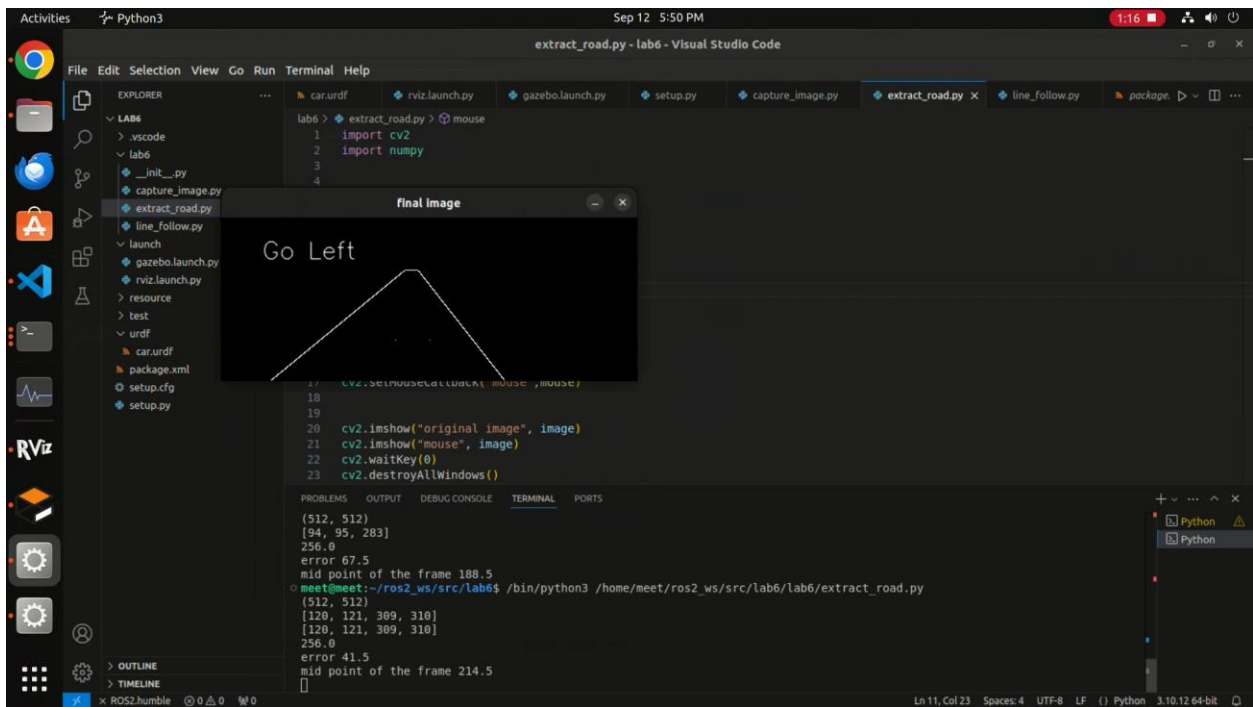 Activities Python3 Sep 12 5:50 PM 1:16
extract_road.py - lab6 - Visual Studio Code
File Edit Selection View Go Run Terminal Help
EXPLORER
LAB6
.vscode
lab6
__init__.py
capture_image.py
extract_road.py
line_follow.py
launch
gazebo.launch.py
rviz.launch.py
resource
test
urdf
car.urdf
package.xml
setup.cfg
setup.py
OUTLINE
TIMELINE
car.urdf rviz.launch.py gazebo.launch.py setup.py capture_image.py extract_road.py line_follow.py package.
lab6 > extract_road.py > mouse
1 import cv2
2 import numpy
3
4
final image
Go Left
17 cv2.setMouseCallback("mouse",mouse)
18
19
20 cv2.imshow("original image", image)
21 cv2.imshow("mouse", image)
22 cv2.waitKey(0)
23 cv2.destroyAllWindows()
PROBLEMS OUTPUT DEBUG CONSOLE TERMINAL PORTS
(512, 512)
[94, 95, 283]
256.0
error 67.5
mid point of the frame 188.5
meet@meet:~/ros2_ws/src/lab6$ /bin/python3 /home/meet/ros2_ws/src/lab6/lab6/extract_road.py
(512, 512)
[120, 121, 309, 310]
[120, 121, 309, 310]
256.0
error 41.5
mid point of the frame 214.5
Python
Python
RViz
ROS2.humble 0 0 0 0 Ln 11, Col 23 Spaces: 4 UTF-8 LF {} Python 3.10.12 64-bit